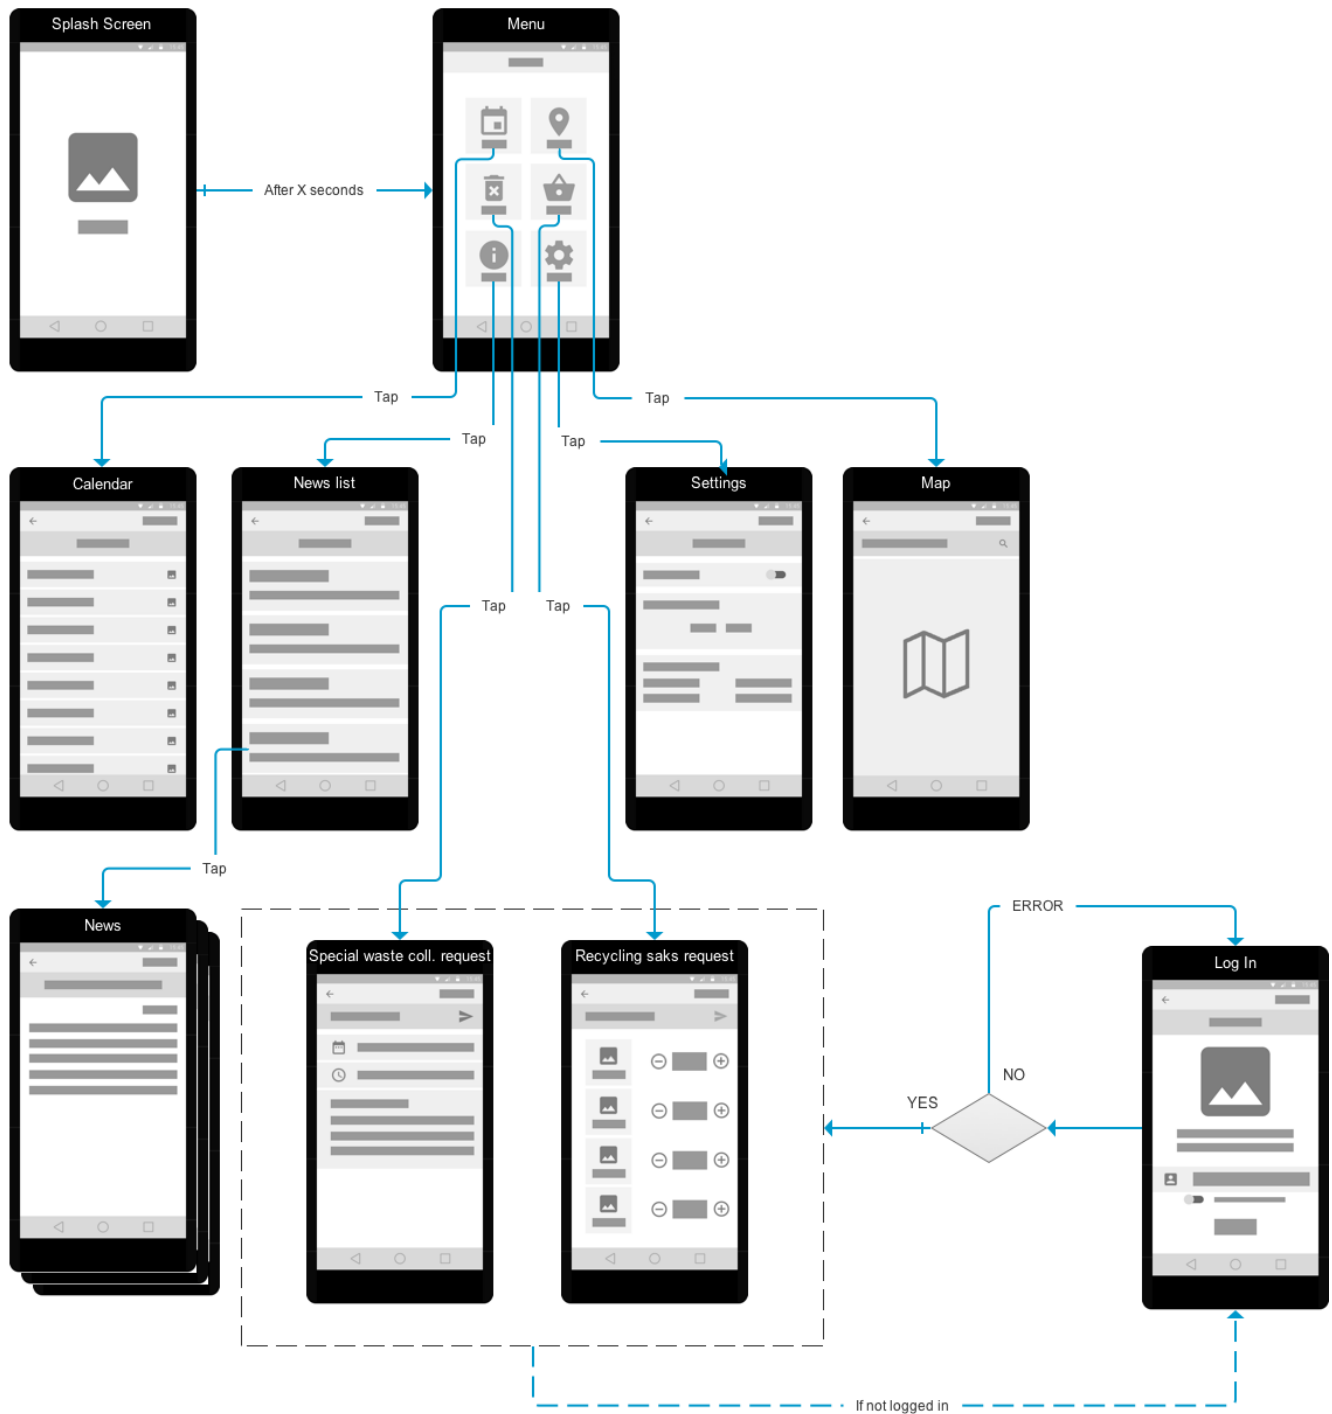 Splash Screen
Menu
After X seconds
Tap
Tap
Tap
Tap
Calendar
News list
Settings
Map
Tap
Tap
Tap
News
Special waste coll. request
Recycling saks request
ERROR
Log In
NO
YES
If not logged in